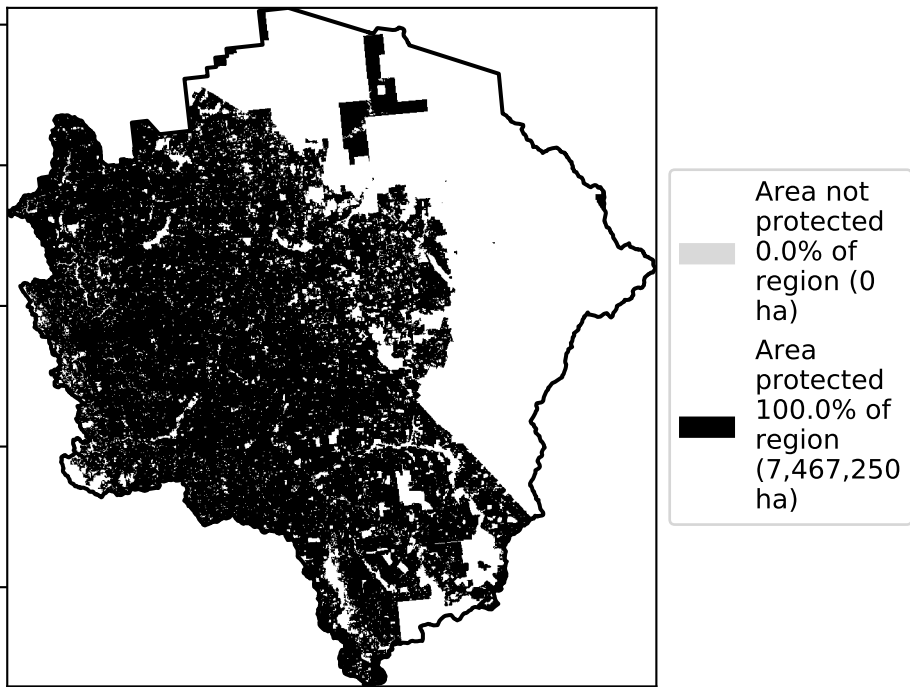 Area not
protected
0.0% of
region (0
ha)
Area
protected
100.0% of
region
(7,467,250
ha)